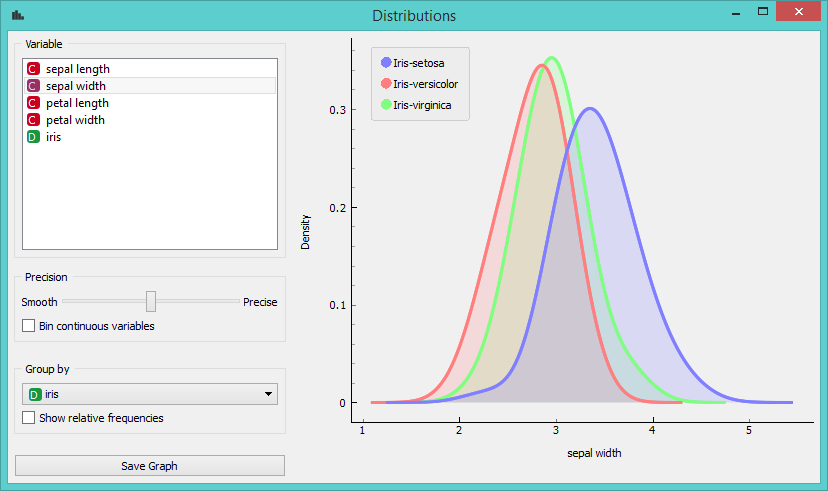 Distributions
Variable
C sepal length
C sepal width
C petal length
C petal width
D iris
Precision
Smooth Precise
Bin continuous variables
Group by
D iris
Show relative frequencies
Save Graph
Iris-setosa
Iris-versicolor
Iris-virginica
Density
0.3
0.2
0.1
0
1 2 3 4 5
sepal width